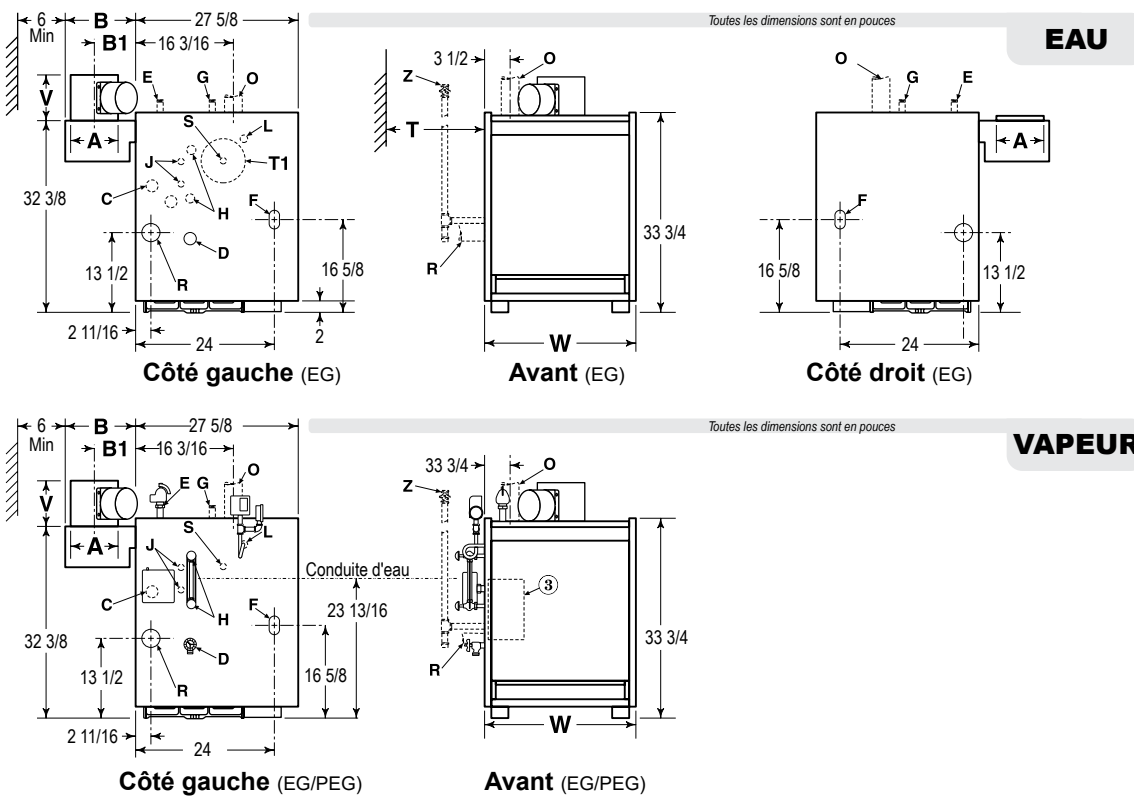 6 B 27 5/8
Min B1 16 3/16
E G O
V
A
S L
J T1
C
H
F
32 3/8
D
13 1/2
R
16 5/8
2 11/16
24
2
Côté gauche (EG)
Toutes les dimensions sont en pouces
EAU
3 1/2 O
Z
T
R
33 3/4
W
Avant (EG)
O G E
A
F
16 5/8
13 1/2
24
Côté droit (EG)
6 B 27 5/8
Min B1 16 3/16
O
E G
V
A
S L
J
Conduite d'eau
C
H
F
23 13/16
32 3/8
D
13 1/2
R
16 5/8
2 11/16
24
Côté gauche (EG/PEG)
Toutes les dimensions sont en pouces
VAPEUR
33 3/4 O
Z
3
R
33 3/4
W
Avant (EG/PEG)